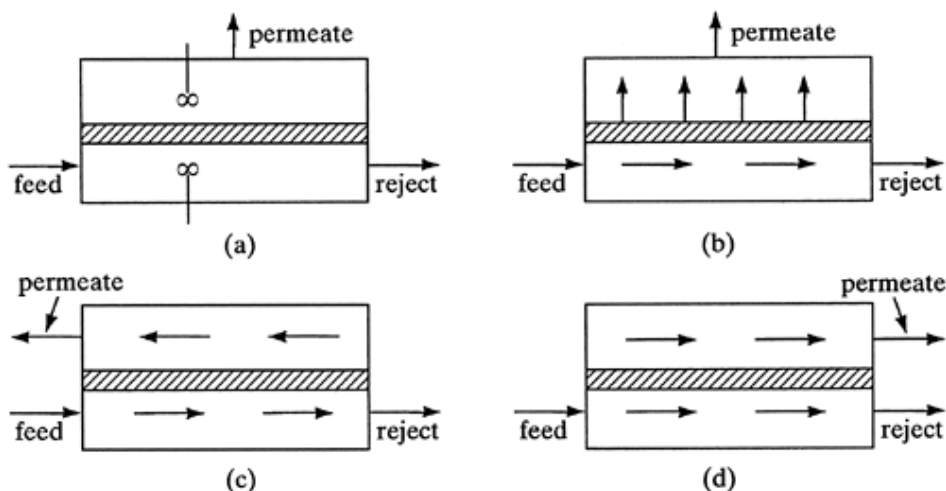 permeate
feed
reject
(a)
permeate
feed
reject
(b)
permeate
feed
reject
(c)
permeate
feed
reject
(d)